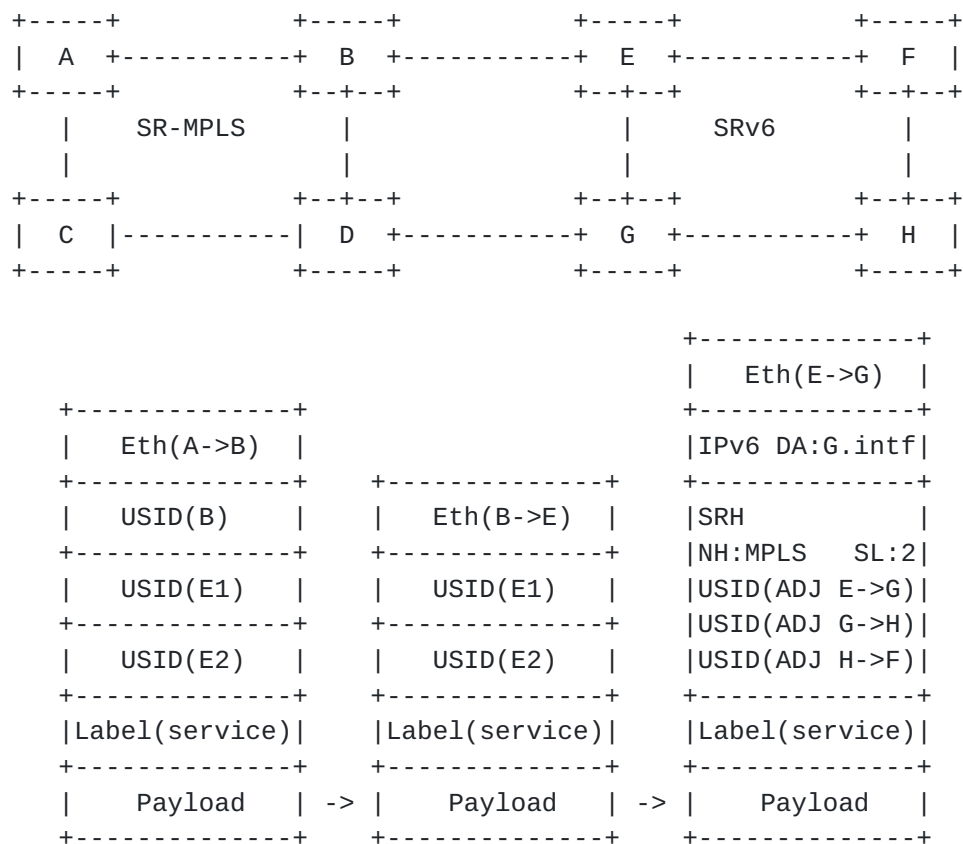 +-----+           +-----+           +-----+           +-----+
|  A  +-----------+  B  +-----------+  E  +-----------+  F  |
+-----+           +--+--+           +--+--+           +--+--+
   |    SR-MPLS      |                 |     SRv6        |
   |                 |                 |                 |
+-----+           +--+--+           +--+--+           +--+--+
|  C  |-----------|  D  +-----------+  G  +-----------+  H  |
+-----+           +-----+           +-----+           +-----+

                                          +--------------+
                                          |   Eth(E->G)  |
   +--------------+                       +--------------+
   |   Eth(A->B)  |                       |IPv6 DA:G.intf|
   +--------------+    +--------------+   +--------------+
   |   USID(B)    |    |   Eth(B->E)  |   |SRH           |
   +--------------+    +--------------+   |NH:MPLS   SL:2|
   |   USID(E1)   |    |   USID(E1)   |   |USID(ADJ E->G)|
   +--------------+    +--------------+   |USID(ADJ G->H)|
   |   USID(E2)   |    |   USID(E2)   |   |USID(ADJ H->F)|
   +--------------+    +--------------+   +--------------+
   |Label(service)|    |Label(service)|   |Label(service)|
   +--------------+    +--------------+   +--------------+
   |    Payload   | -> |    Payload   | ->|    Payload   |
   +--------------+    +--------------+   +--------------+